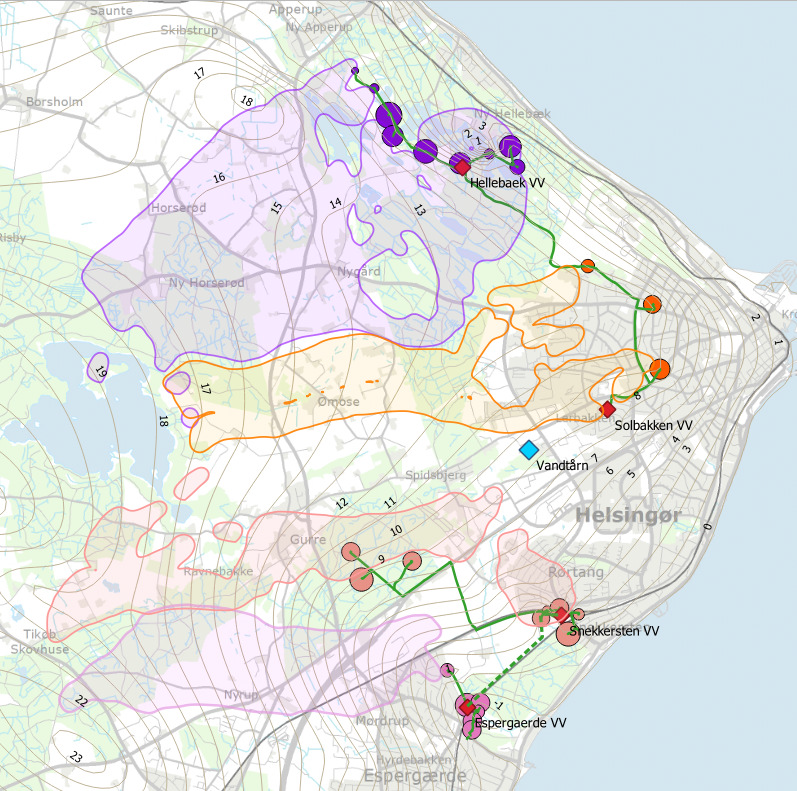 Saunte
Apperup
Ny Apperup
Skibstrup
17
Borsholm
18
Ny Hellebæk
3
2
1
16
Hellebaek VV
Horserød
15
14
13
Risby
Nygård
Ny Horserød
2
1
19
17
Ømose
8
18
Solbakken VV
4
3
7
Vandtårn
6
5
Spidsbjerg
12
11
Helsingør
0
10
Gurre
9
Ravnebakke
Rørtang
Snekkersten VV
Tikøb
Skovhuse
1
22
Nyrup
-1
Mørdrup
Espergaerde VV
23
Hyrdebakken
Espergærde